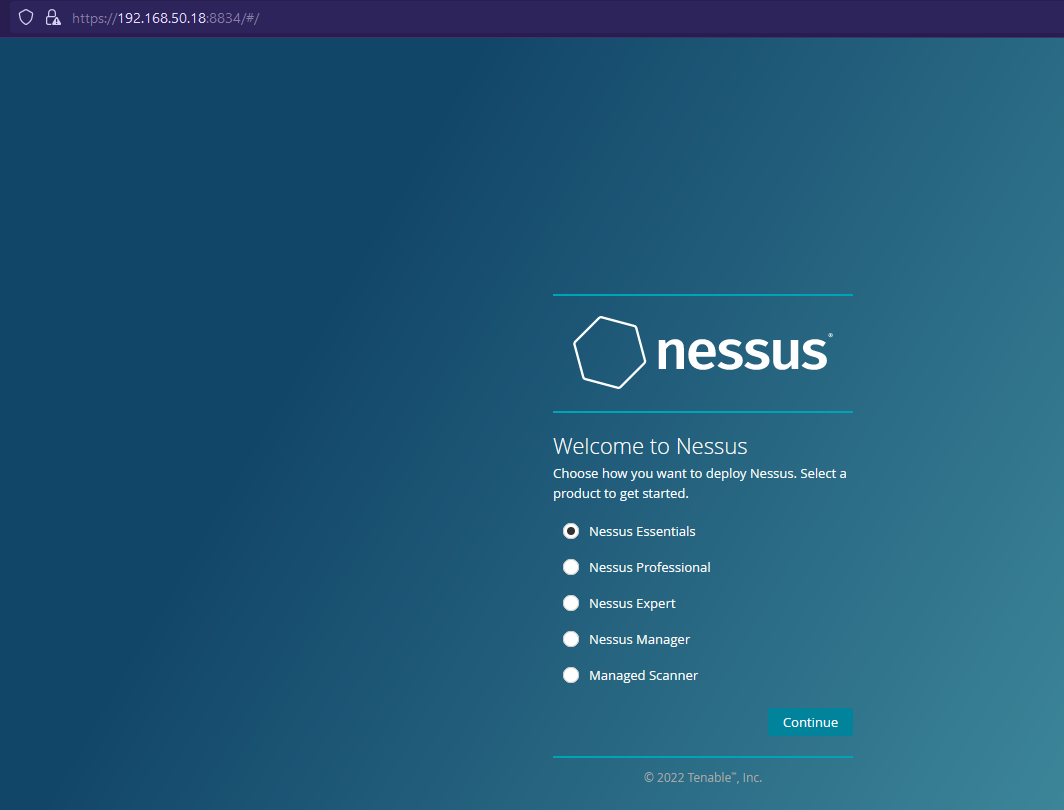 https://192.168.50.18:8834/#/
nessus®
Welcome to Nessus
Choose how you want to deploy Nessus. Select a
product to get started.
Nessus Essentials
Nessus Professional
Nessus Expert
Nessus Manager
Managed Scanner
Continue
© 2022 Tenable™, Inc.